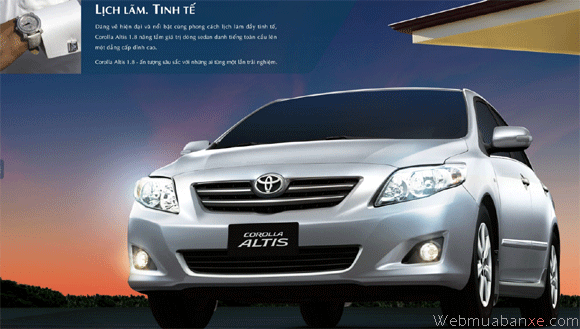 LỊCH LÃM. TINH TẾ
Dáng vẻ hiện đại và nổi bật cùng phong cách lịch lãm đầy tinh tế,
Corolla Altis 1.8 nâng tầm giá trị dòng sedan danh tiếng toàn cầu lên
một đẳng cấp đỉnh cao.
Corolla Altis 1.8 - ấn tượng sâu sắc với những ai từng một lần trải nghiệm.
COROLLA
ALTIS
Webmuabanxe.com